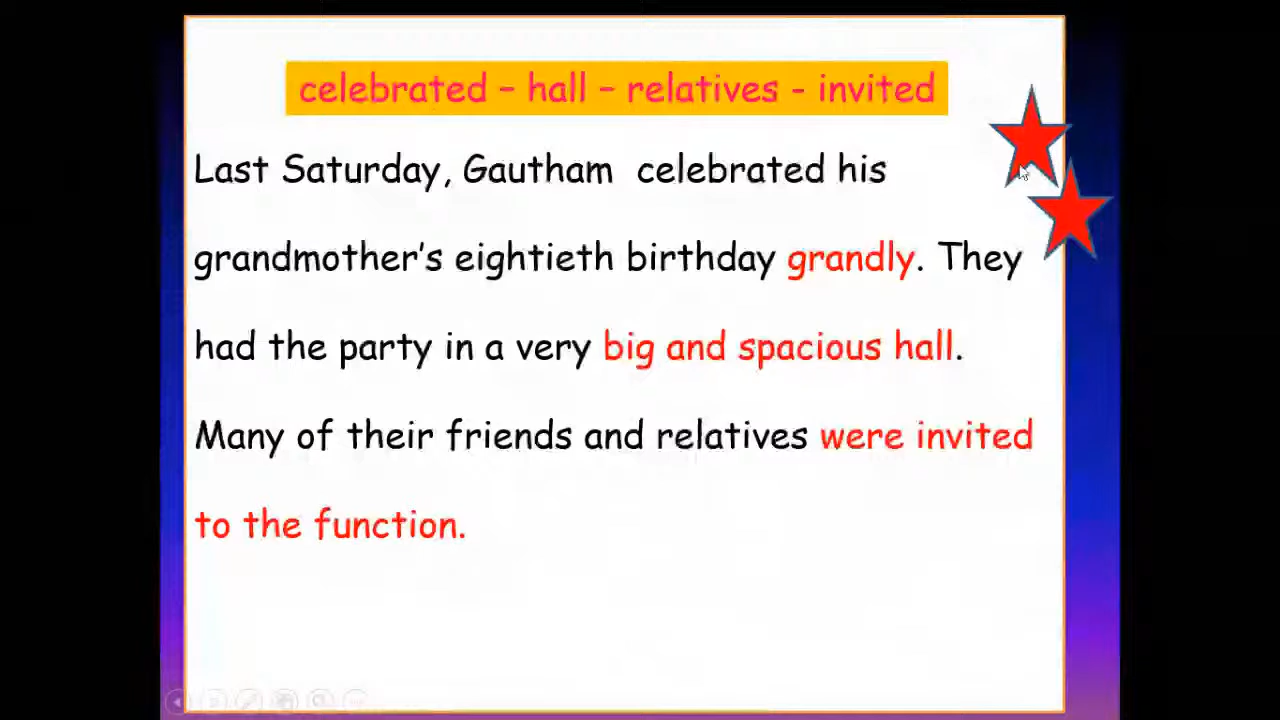 celebrated – hall – relatives - invited
Last Saturday, Gautham celebrated his
grandmother’s eightieth birthday grandly. They
had the party in a very big and spacious hall.
Many of their friends and relatives were invited
to the function.